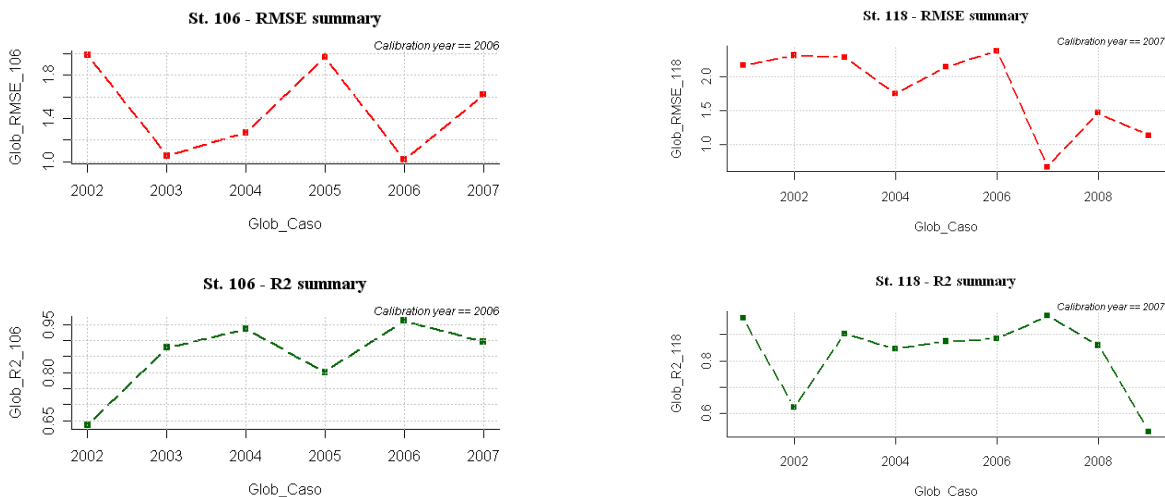 St. 106 - RMSE summary
Calibration year == 2006
Glob_RMSE_106
1.8
1.4
1.0
2002 2003 2004 2005 2006 2007
Glob_Caso
St. 118 - RMSE summary
Calibration year == 2007
Glob_RMSE_118
2.0
1.5
1.0
2002 2004 2006 2008
Glob_Caso
St. 106 - R2 summary
Calibration year == 2006
Glob_R2_106
0.95
0.80
0.65
2002 2003 2004 2005 2006 2007
Glob_Caso
St. 118 - R2 summary
Calibration year == 2007
Glob_R2_118
0.8
0.6
2002 2004 2006 2008
Glob_Caso